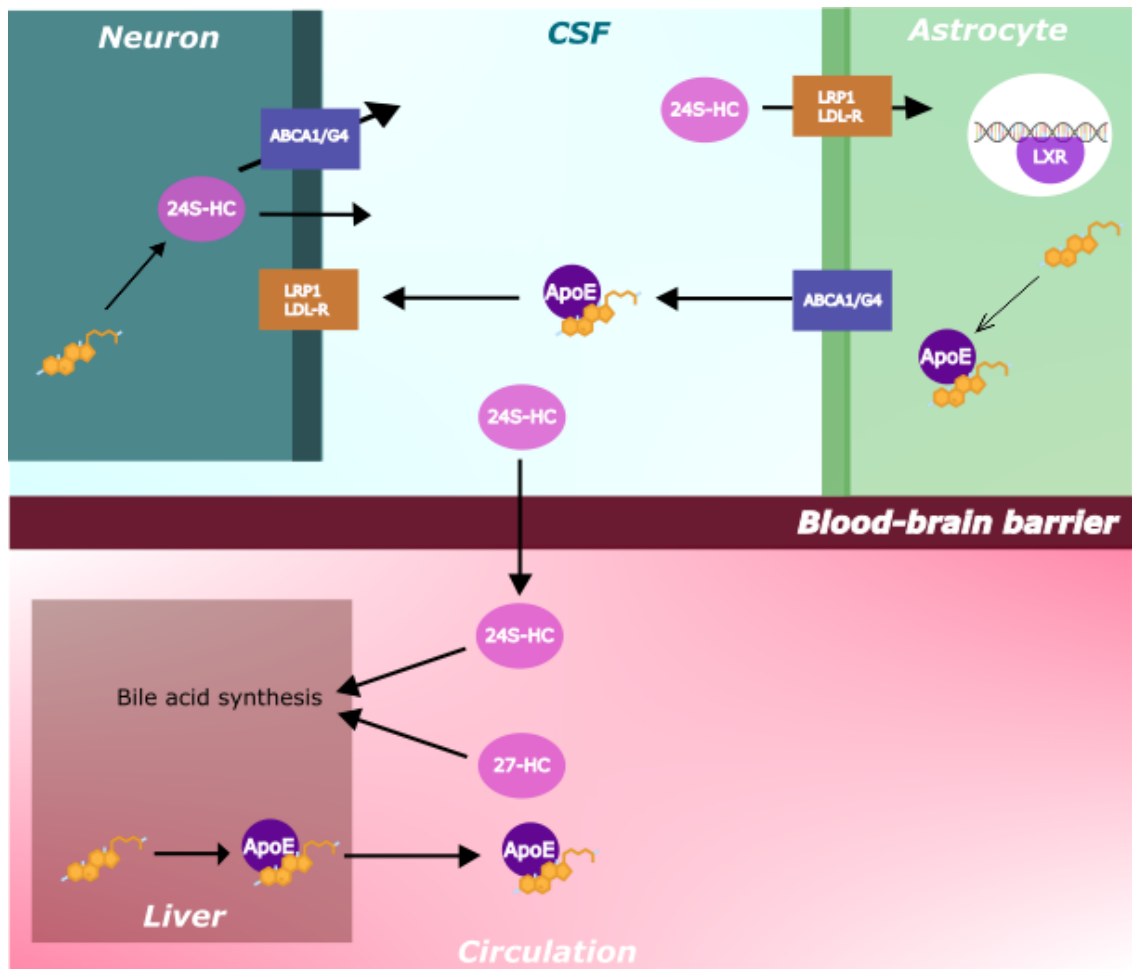 Neuron
CSF
Astrocyte
24S-HC
LRP1
LDL-R
ABCA1/G4
LXR
24S-HC
LRP1
LDL-R
ApoE
ABCA1/G4
ApoE
24S-HC
Blood-brain barrier
24S-HC
Bile acid synthesis
27-HC
ApoE
ApoE
Liver
Circulation